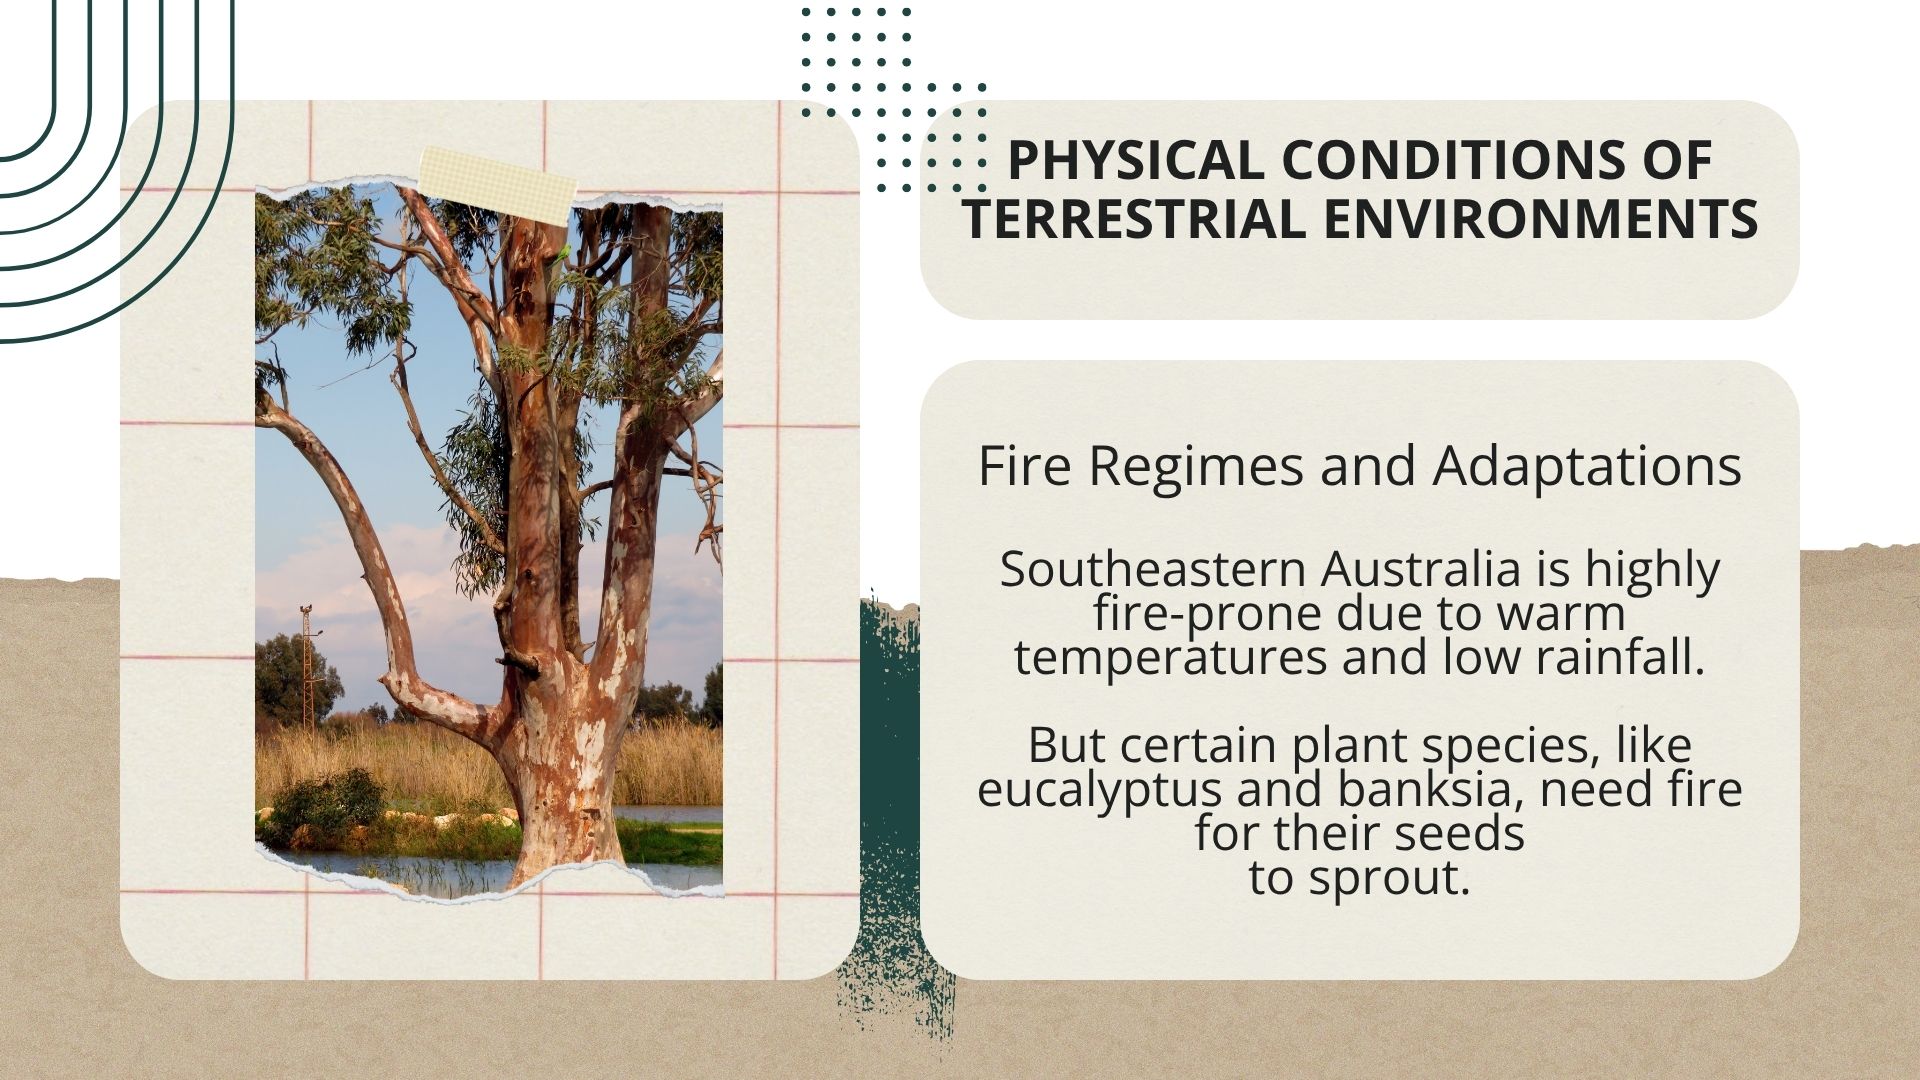 PHYSICAL CONDITIONS OF
TERRESTRIAL ENVIRONMENTS
Fire Regimes and Adaptations
Southeastern Australia is highly
fire-prone due to warm
temperatures and low rainfall.
But certain plant species, like
eucalyptus and banksia, need fire
for their seeds
to sprout.